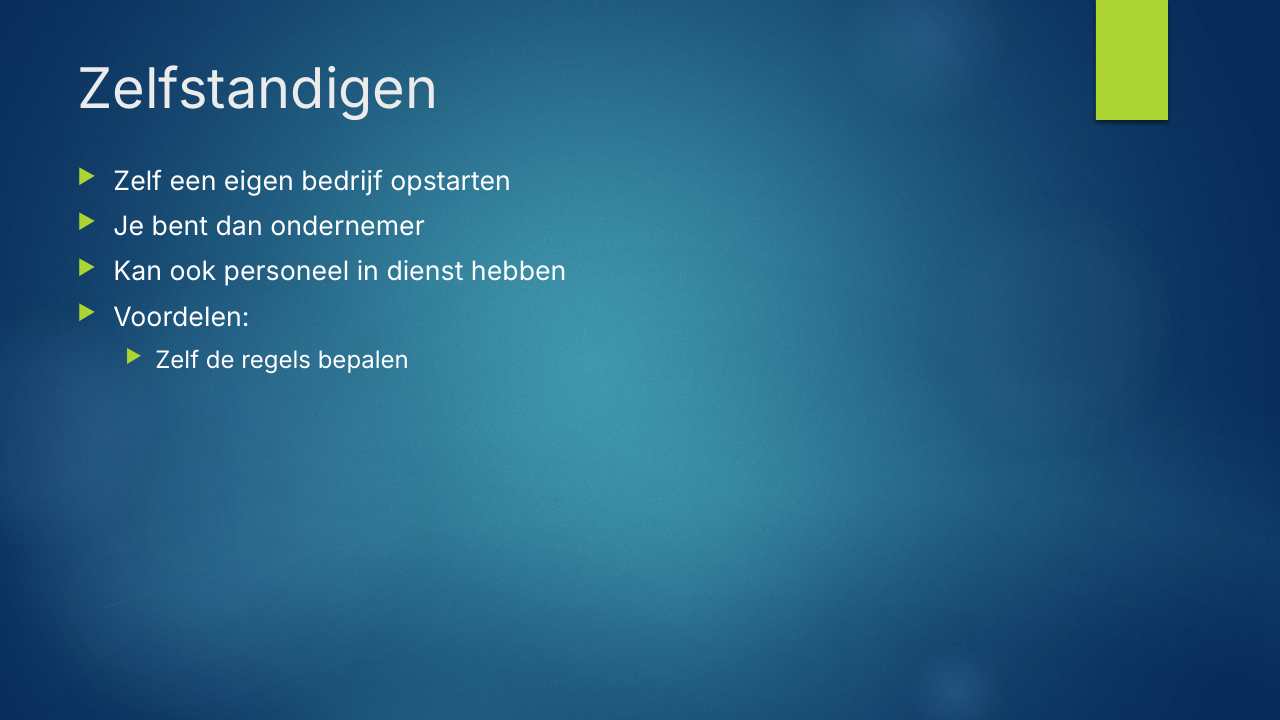 Zelfstandigen
Zelf een eigen bedrijf opstarten
Je bent dan ondernemer
Kan ook personeel in dienst hebben
Voordelen:
Zelf de regels bepalen